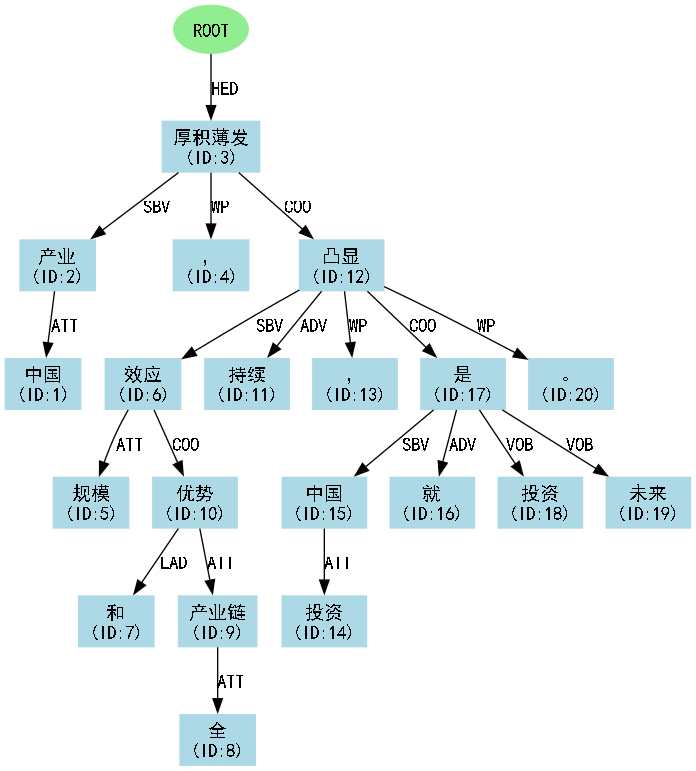 ROOT
HED
厚积薄发
(ID:3)
SBV
WP
COO
产业
(ID:2)
，
(ID:4)
凸显
(ID:12)
ATT
SBV
ADV
WP
COO
WP
中国
(ID:1)
效应
(ID:6)
持续
(ID:11)
，
(ID:13)
是
(ID:17)
。
(ID:20)
ATT
COO
SBV
ADV
VOB
VOB
规模
(ID:5)
优势
(ID:10)
中国
(ID:15)
就
(ID:16)
投资
(ID:18)
未来
(ID:19)
LAD
ATT
ATT
和
(ID:7)
产业链
(ID:9)
投资
(ID:14)
ATT
全
(ID:8)